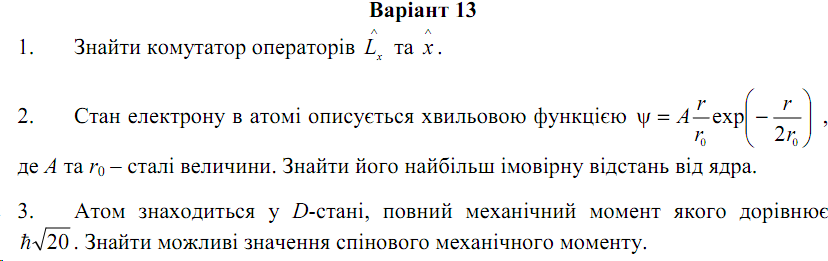 Варіант 13
1. Знайти комутатор операторів $\hat{L}_x$ та $\hat{x}$.
2. Стан електрону в атомі описується хвильовою функцією $\psi = A\frac{r}{r_0}\exp\left(-\frac{r}{2r_0}\right)$,
де A та r₀ – сталі величини. Знайти його найбільш імовірну відстань від ядра.
3. Атом знаходиться у D-стані, повний механічний момент якого дорівнює
$\hbar\sqrt{20}$. Знайти можливі значення спінового механічного моменту.